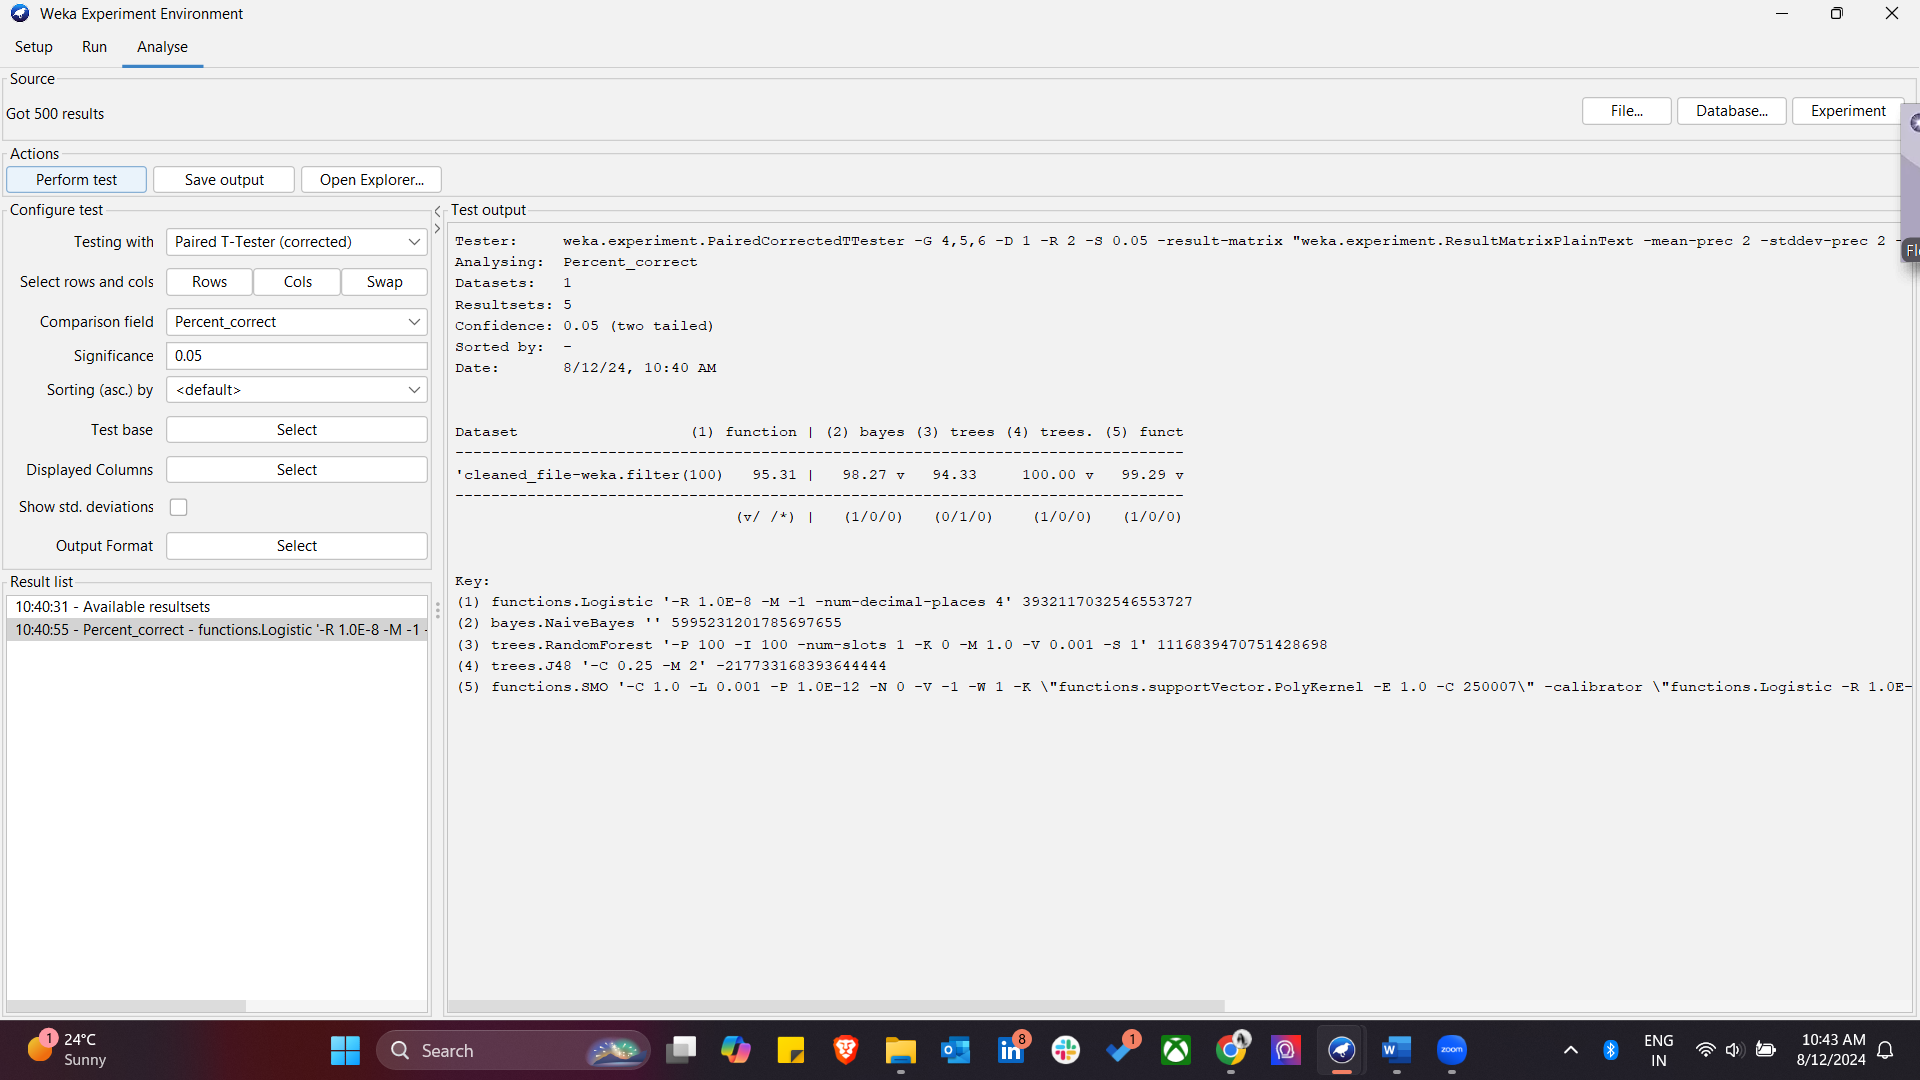 Weka Experiment Environment
Setup Run Analyse
Source
Got 500 results
File... Database... Experiment
Actions
Perform test Save output Open Explorer...
Configure test
Testing with Paired T-Tester (corrected)
Select rows and cols Rows Cols Swap
Comparison field Percent_correct
Significance 0.05
Sorting (asc.) by <default>
Test base Select
Displayed Columns Select
Show std. deviations
Output Format Select
Result list
10:40:31 - Available resultsets
10:40:55 - Percent_correct - functions.Logistic '-R 1.0E-8 -M -1 -
Test output
Tester: weka.experiment.PairedCorrectedTTester -G 4,5,6 -D 1 -R 2 -S 0.05 -result-matrix "weka.experiment.ResultMatrixPlainText -mean-prec 2 -stddev-prec 2 -
Analysing: Percent_correct
Datasets: 1
Resultsets: 5
Confidence: 0.05 (two tailed)
Sorted by: -
Date: 8/12/24, 10:40 AM
Dataset (1) function | (2) bayes (3) trees (4) trees. (5) funct
---------------------------------------------------------------------------------
'cleaned_file-weka.filter(100) 95.31 | 98.27 v 94.33 100.00 v 99.29 v
---------------------------------------------------------------------------------
(v/ /*) | (1/0/0) (0/1/0) (1/0/0) (1/0/0)
Key:
(1) functions.Logistic '-R 1.0E-8 -M -1 -num-decimal-places 4' 3932117032546553727
(2) bayes.NaiveBayes '' 5995231201785697655
(3) trees.RandomForest '-P 100 -I 100 -num-slots 1 -K 0 -M 1.0 -V 0.001 -S 1' 1116839470751428698
(4) trees.J48 '-C 0.25 -M 2' -217733168393644444
(5) functions.SMO '-C 1.0 -L 0.001 -P 1.0E-12 -N 0 -V -1 -W 1 -K \"functions.supportVector.PolyKernel -E 1.0 -C 250007\" -calibrator \"functions.Logistic -R 1.0E-
1
24°C
Sunny
Search
8
1
zoom
ENG
IN
10:43 AM
8/12/2024